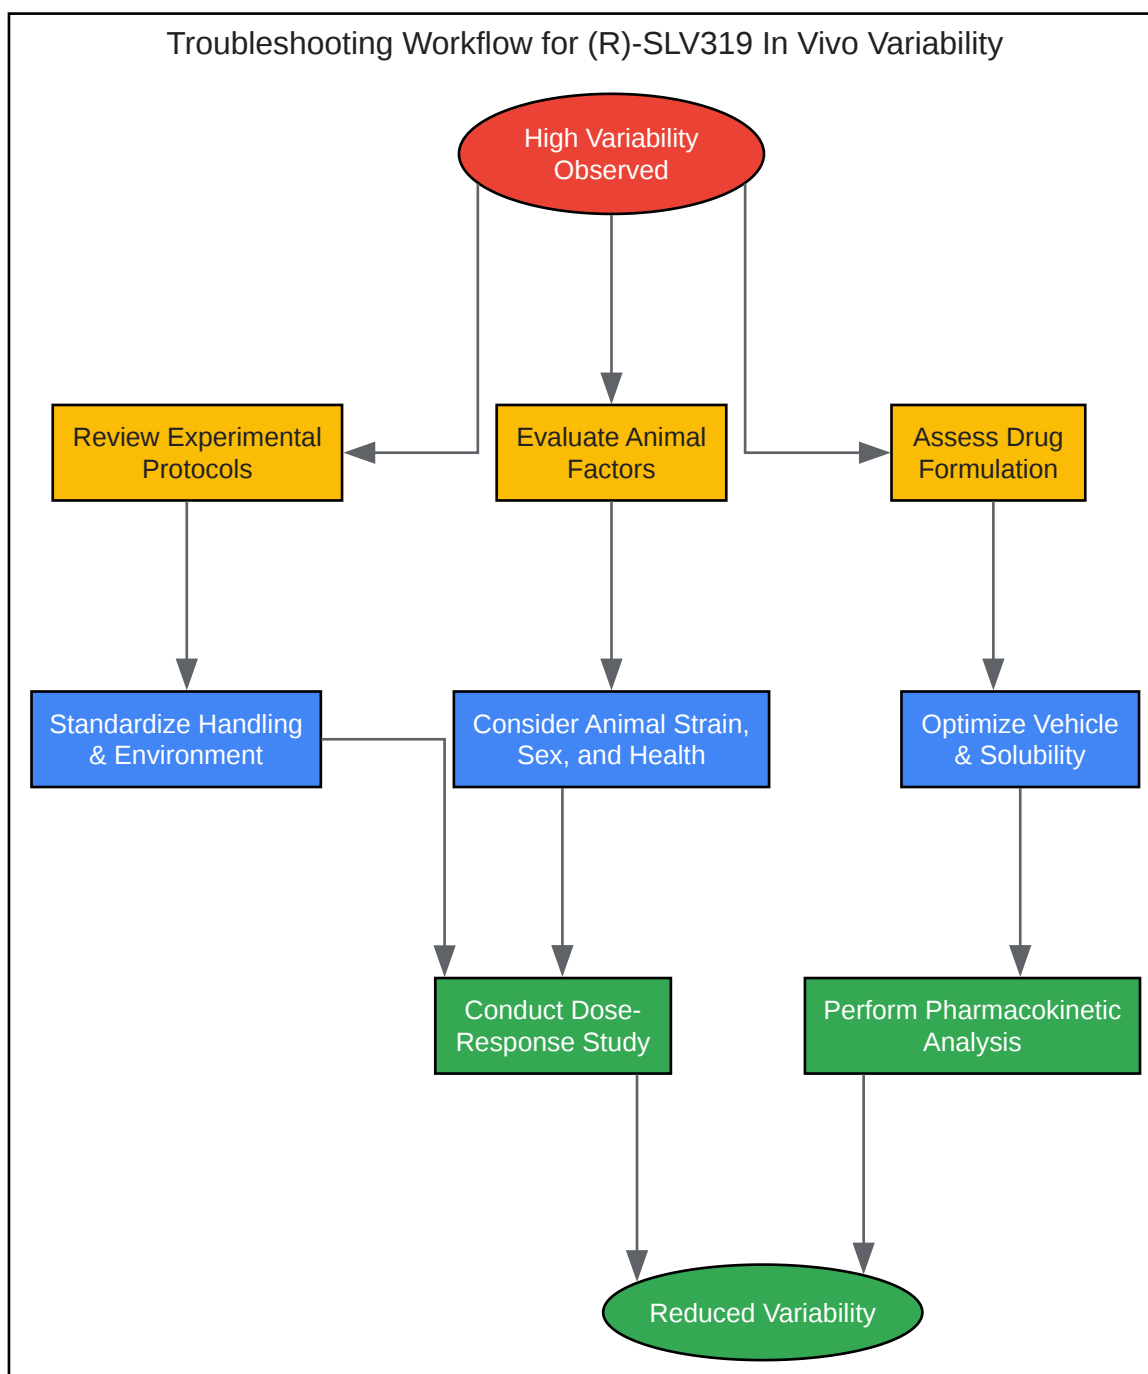 Troubleshooting Workflow for (R)-SLV319 In Vivo Variability
High Variability
Observed
Review Experimental
Protocols
Evaluate Animal
Factors
Assess Drug
Formulation
Standardize Handling
& Environment
Consider Animal Strain,
Sex, and Health
Optimize Vehicle
& Solubility
Conduct Dose-
Response Study
Perform Pharmacokinetic
Analysis
Reduced Variability